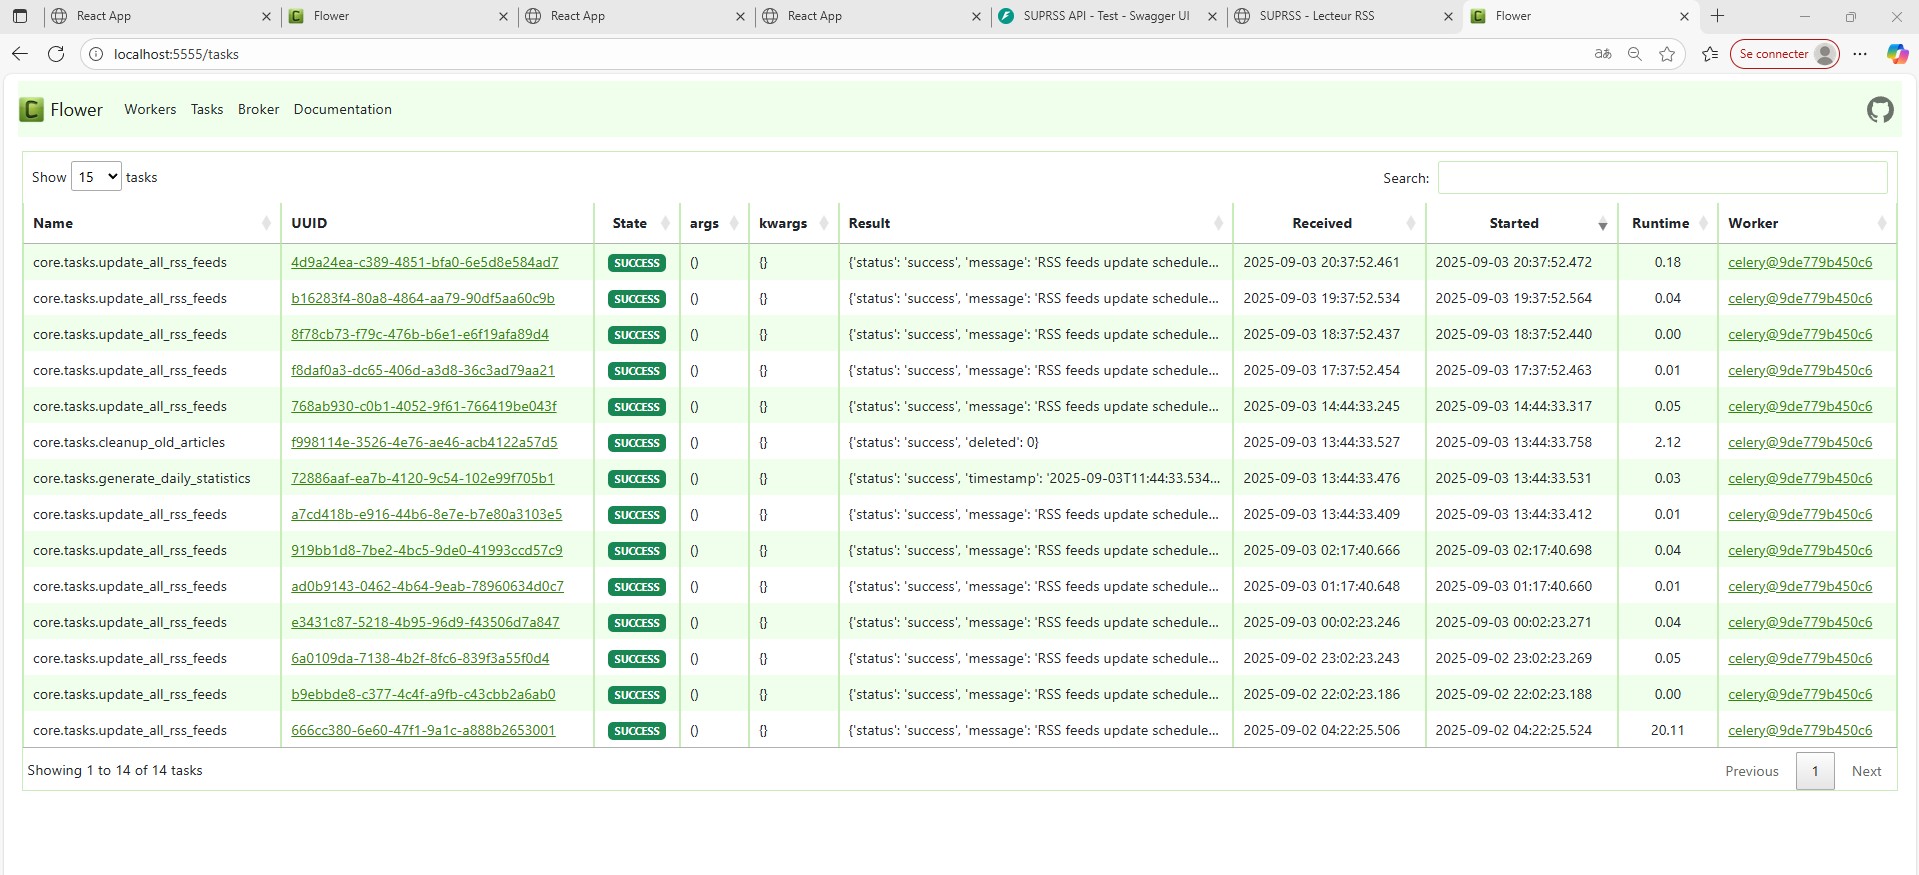 React App Flower React App React App SUPRSS API - Test - Swagger UI SUPRSS - Lecteur RSS Flower
localhost:5555/tasks aあ Se connecter
Flower Workers Tasks Broker Documentation
Show 15 tasks Search:
Name UUID State args kwargs Result Received Started Runtime Worker
core.tasks.update_all_rss_feeds 4d9a24ea-c389-4851-bfa0-6e5d8e584ad7 SUCCESS () {} {'status': 'success', 'message': 'RSS feeds update schedule... 2025-09-03 20:37:52.461 2025-09-03 20:37:52.472 0.18 celery@9de779b450c6
core.tasks.update_all_rss_feeds b16283f4-80a8-4864-aa79-90df5aa60c9b SUCCESS () {} {'status': 'success', 'message': 'RSS feeds update schedule... 2025-09-03 19:37:52.534 2025-09-03 19:37:52.564 0.04 celery@9de779b450c6
core.tasks.update_all_rss_feeds 8f78cb73-f79c-476b-b6e1-e6f19afa89d4 SUCCESS () {} {'status': 'success', 'message': 'RSS feeds update schedule... 2025-09-03 18:37:52.437 2025-09-03 18:37:52.440 0.00 celery@9de779b450c6
core.tasks.update_all_rss_feeds f8daf0a3-dc65-406d-a3d8-36c3ad79aa21 SUCCESS () {} {'status': 'success', 'message': 'RSS feeds update schedule... 2025-09-03 17:37:52.454 2025-09-03 17:37:52.463 0.01 celery@9de779b450c6
core.tasks.update_all_rss_feeds 768ab930-c0b1-4052-9f61-766419be043f SUCCESS () {} {'status': 'success', 'message': 'RSS feeds update schedule... 2025-09-03 14:44:33.245 2025-09-03 14:44:33.317 0.05 celery@9de779b450c6
core.tasks.cleanup_old_articles f998114e-3526-4e76-ae46-acb4122a57d5 SUCCESS () {} {'status': 'success', 'deleted': 0} 2025-09-03 13:44:33.527 2025-09-03 13:44:33.758 2.12 celery@9de779b450c6
core.tasks.generate_daily_statistics 72886aaf-ea7b-4120-9c54-102e99f705b1 SUCCESS () {} {'status': 'success', 'timestamp': '2025-09-03T11:44:33.534... 2025-09-03 13:44:33.476 2025-09-03 13:44:33.531 0.03 celery@9de779b450c6
core.tasks.update_all_rss_feeds a7cd418b-e916-44b6-8e7e-b7e80a3103e5 SUCCESS () {} {'status': 'success', 'message': 'RSS feeds update schedule... 2025-09-03 13:44:33.409 2025-09-03 13:44:33.412 0.01 celery@9de779b450c6
core.tasks.update_all_rss_feeds 919bb1d8-7be2-4bc5-9de0-41993ccd57c9 SUCCESS () {} {'status': 'success', 'message': 'RSS feeds update schedule... 2025-09-03 02:17:40.666 2025-09-03 02:17:40.698 0.04 celery@9de779b450c6
core.tasks.update_all_rss_feeds ad0b9143-0462-4b64-9eab-78960634d0c7 SUCCESS () {} {'status': 'success', 'message': 'RSS feeds update schedule... 2025-09-03 01:17:40.648 2025-09-03 01:17:40.660 0.01 celery@9de779b450c6
core.tasks.update_all_rss_feeds e3431c87-5218-4b95-96d9-f43506d7a847 SUCCESS () {} {'status': 'success', 'message': 'RSS feeds update schedule... 2025-09-03 00:02:23.246 2025-09-03 00:02:23.271 0.04 celery@9de779b450c6
core.tasks.update_all_rss_feeds 6a0109da-7138-4b2f-8fc6-839f3a55f0d4 SUCCESS () {} {'status': 'success', 'message': 'RSS feeds update schedule... 2025-09-02 23:02:23.243 2025-09-02 23:02:23.269 0.05 celery@9de779b450c6
core.tasks.update_all_rss_feeds b9ebbde8-c377-4c4f-a9fb-c43cbb2a6ab0 SUCCESS () {} {'status': 'success', 'message': 'RSS feeds update schedule... 2025-09-02 22:02:23.186 2025-09-02 22:02:23.188 0.00 celery@9de779b450c6
core.tasks.update_all_rss_feeds 666cc380-6e60-47f1-9a1c-a888b2653001 SUCCESS () {} {'status': 'success', 'message': 'RSS feeds update schedule... 2025-09-02 04:22:25.506 2025-09-02 04:22:25.524 20.11 celery@9de779b450c6
Showing 1 to 14 of 14 tasks Previous 1 Next